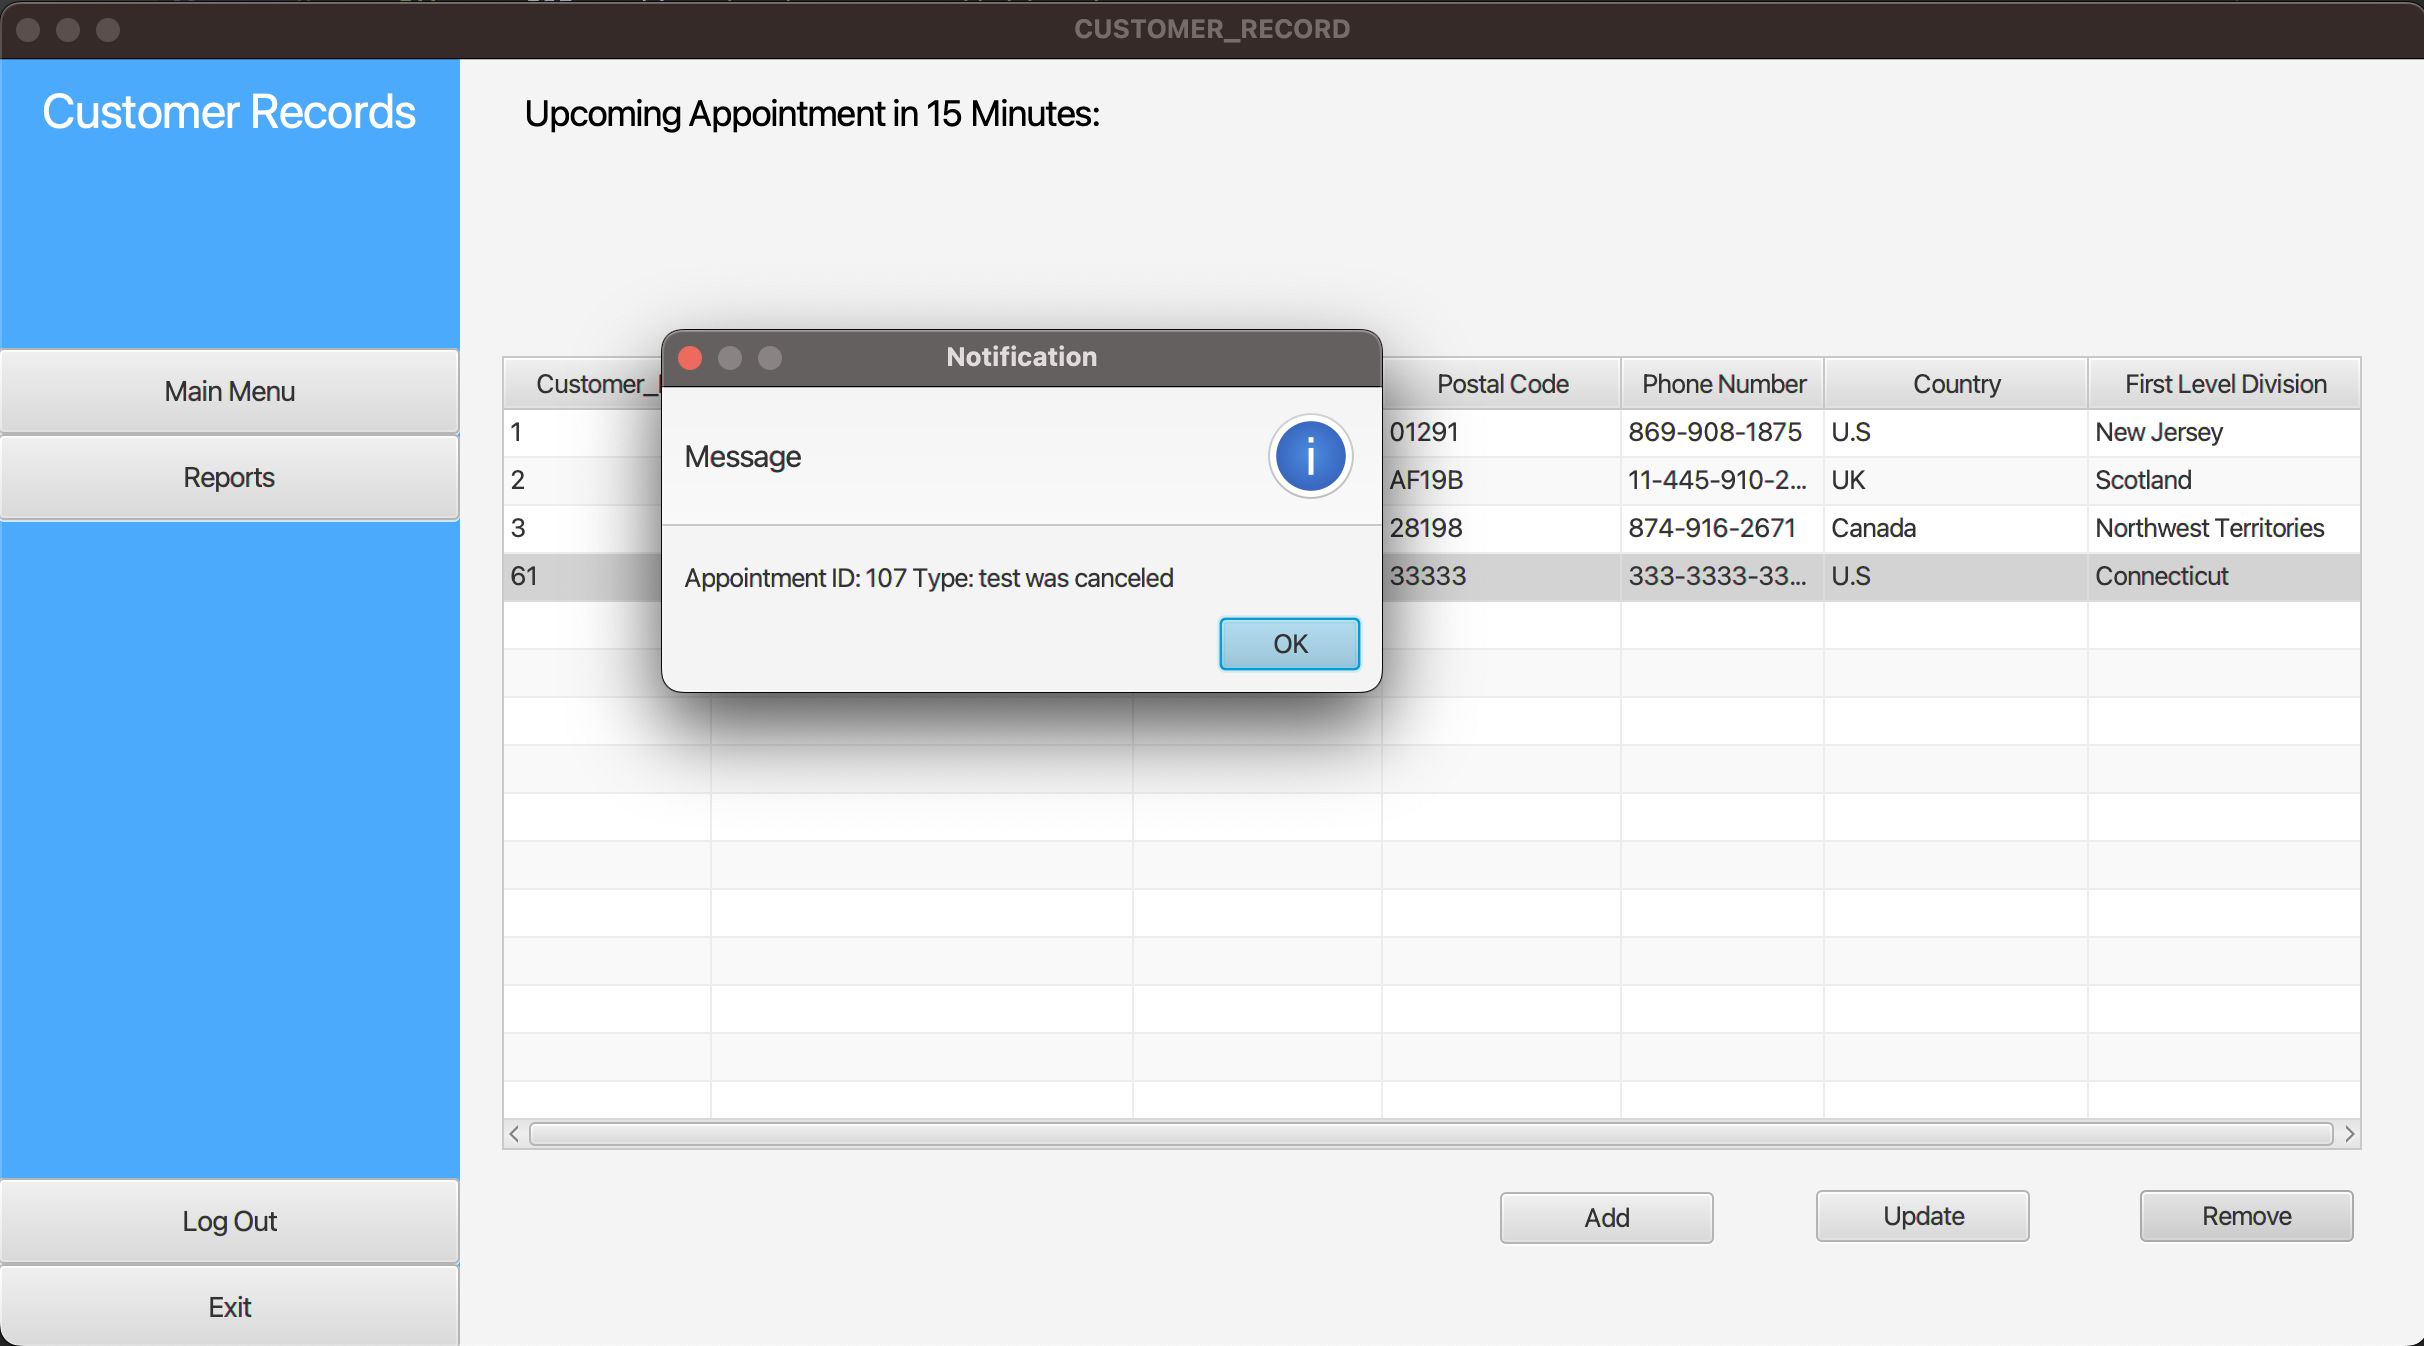 CUSTOMER_RECORD
Customer Records
Upcoming Appointment in 15 Minutes:
Main Menu
Reports
Log Out
Exit
Notification
Message
Appointment ID: 107 Type: test was canceled
OK
Customer_ Postal Code Phone Number Country First Level Division
1 01291 869-908-1875 U.S New Jersey
2 AF19B 11-445-910-2... UK Scotland
3 28198 874-916-2671 Canada Northwest Territories
61 33333 333-3333-33... U.S Connecticut
Add Update Remove